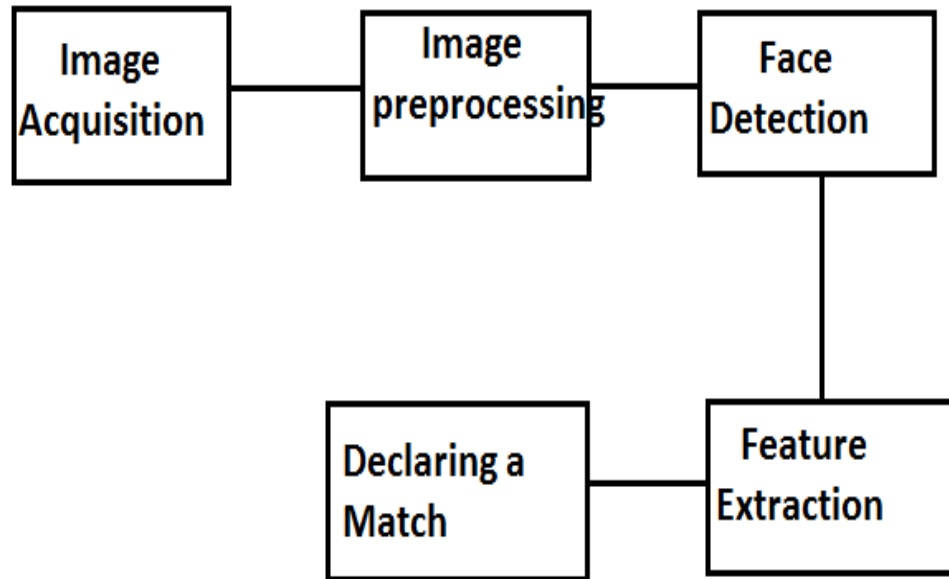 Image
Acquisition
Image
preprocessing
Face
Detection
Feature
Extraction
Declaring a
Match